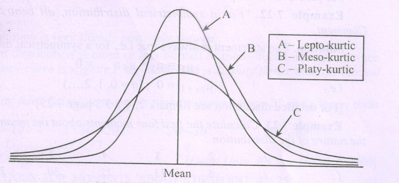 A
B
C
A – Lepto-kurtic
B – Meso-kurtic
C – Platy-kurtic
Mean